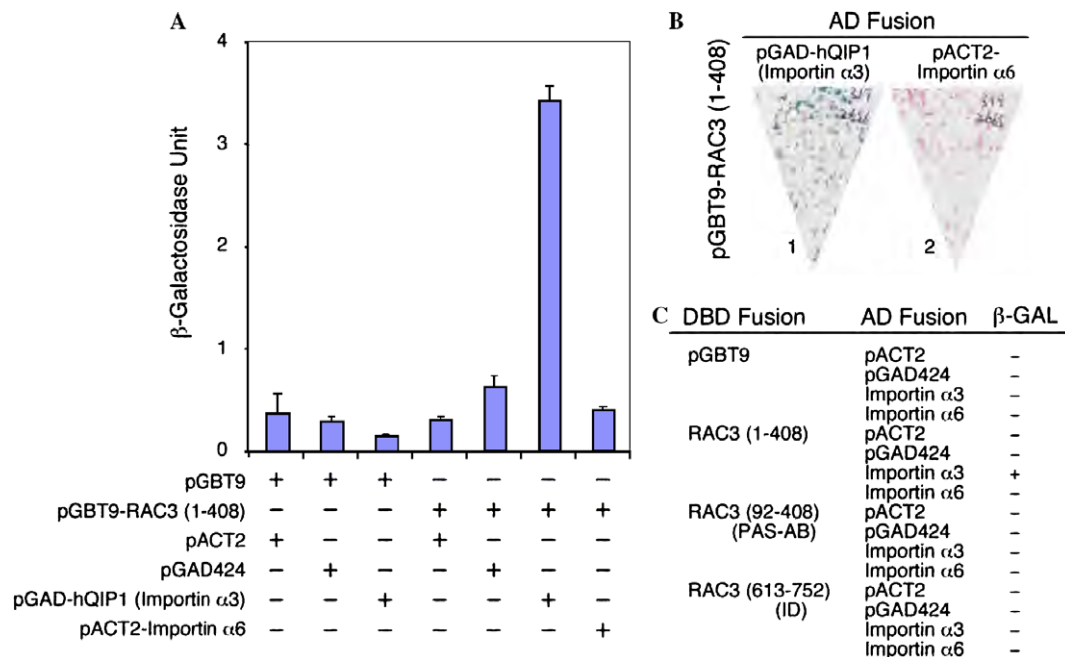 A
β-Galactosidase Unit
4
3
2
1
0
pGBT9 + + + – – – –
pGBT9-RAC3 (1-408) – – – + + + +
pACT2 + – – + – – –
pGAD424 – + – – + – –
pGAD-hQIP1 (Importin α3) – – + – – + –
pACT2-Importin α6 – – – – – – +
B
AD Fusion
pGAD-hQIP1
(Importin α3)
pACT2-
Importin α6
pGBT9-RAC3 (1-408)
1
2
C
DBD Fusion AD Fusion β-GAL
pGBT9 pACT2 –
pGAD424 –
Importin α3 –
Importin α6 –
RAC3 (1-408) pACT2 –
pGAD424 –
Importin α3 +
Importin α6 –
RAC3 (92-408) pACT2 –
(PAS-AB) pGAD424 –
Importin α3 –
Importin α6 –
RAC3 (613-752) pACT2 –
(ID) pGAD424 –
Importin α3 –
Importin α6 –